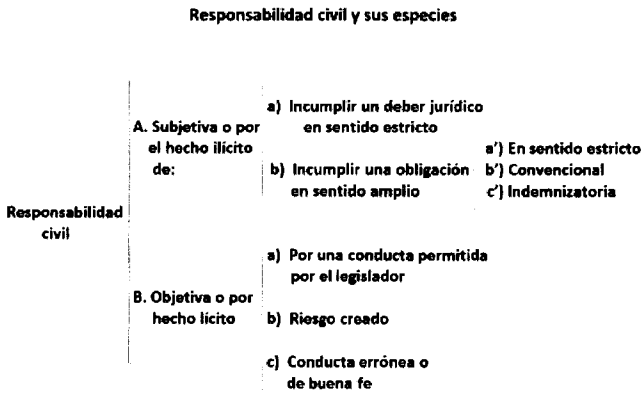 Responsabilidad civil y sus especies
Responsabilidad
civil
A. Subjetiva o por
el hecho ilícito
de:
a) Incumplir un deber jurídico
en sentido estricto
b) Incumplir una obligación
en sentido amplio
a') En sentido estricto
b') Convencional
c') Indemnizatoria
B. Objetiva o por
hecho lícito
a) Por una conducta permitida
por el legislador
b) Riesgo creado
c) Conducta errónea o
de buena fe